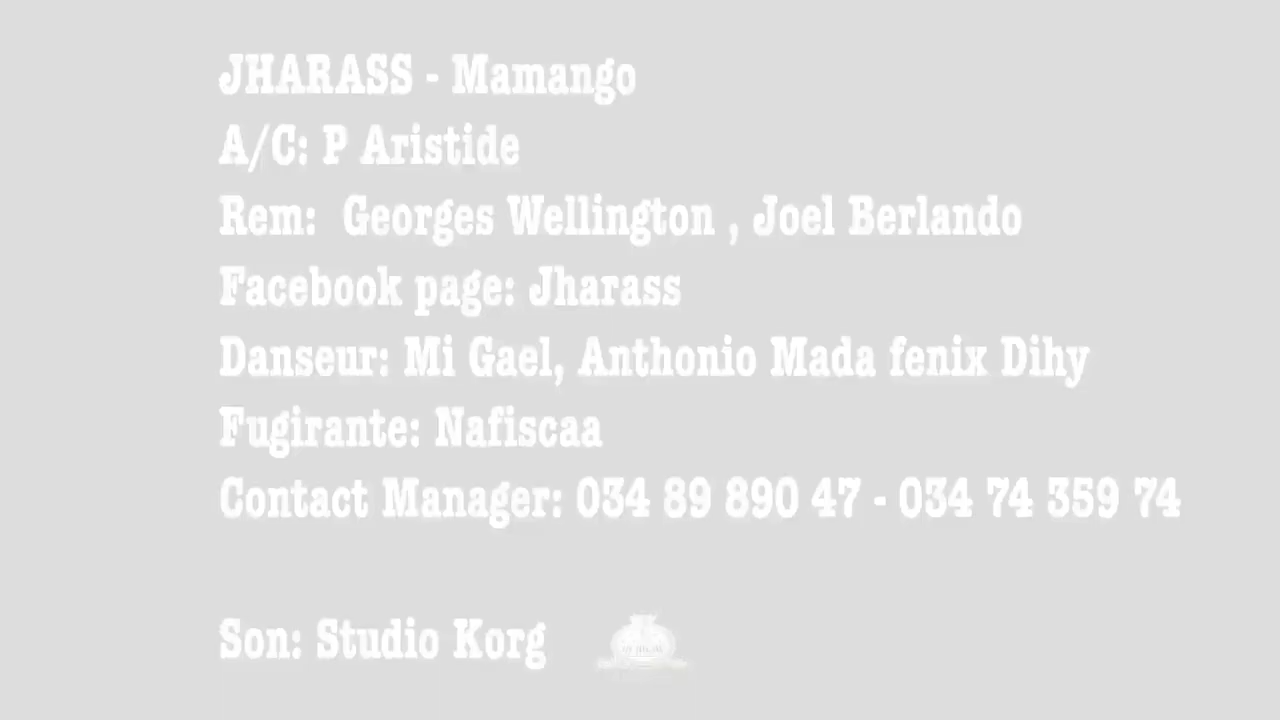 JHARASS - Mamango
A/C: P Aristide
Rem: Georges Wellington , Joel Berlando
Facebook page: Jharass
Danseur: Mi Gael, Anthonio Mada fenix Dihy
Fugirante: Nafiscaa
Contact Manager: 034 89 890 47 - 034 74 359 74
Son: Studio Korg